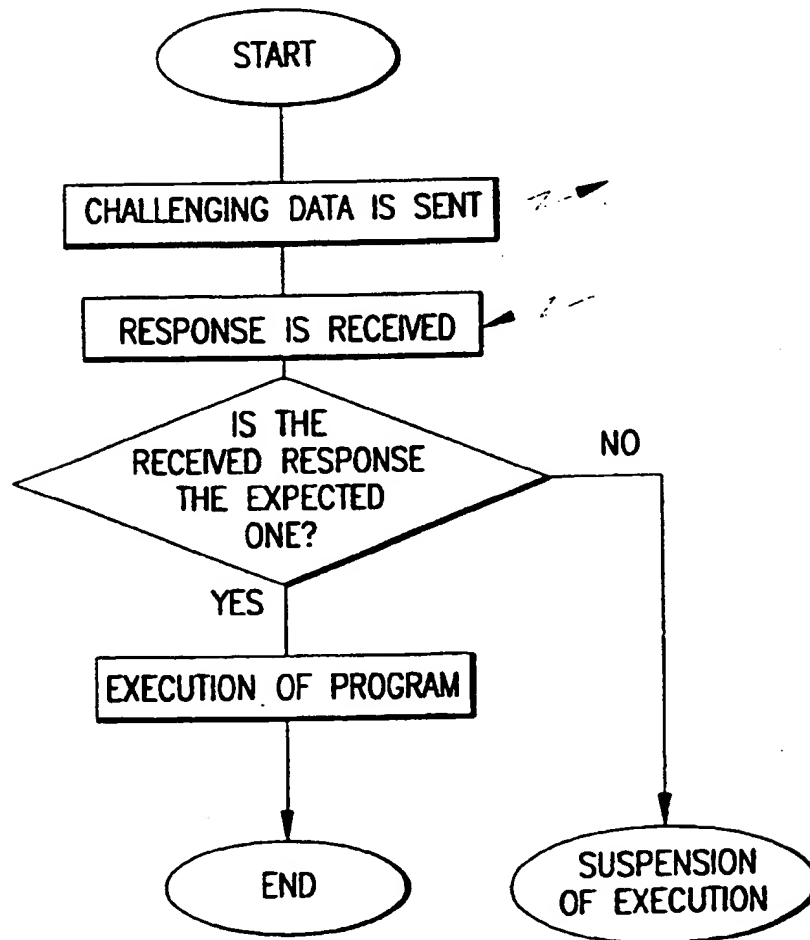 START
CHALLENGING DATA IS SENT
RESPONSE IS RECEIVED
IS THE
RECEIVED RESPONSE
THE EXPECTED
ONE?
NO
YES
EXECUTION OF PROGRAM
END
SUSPENSION
OF EXECUTION